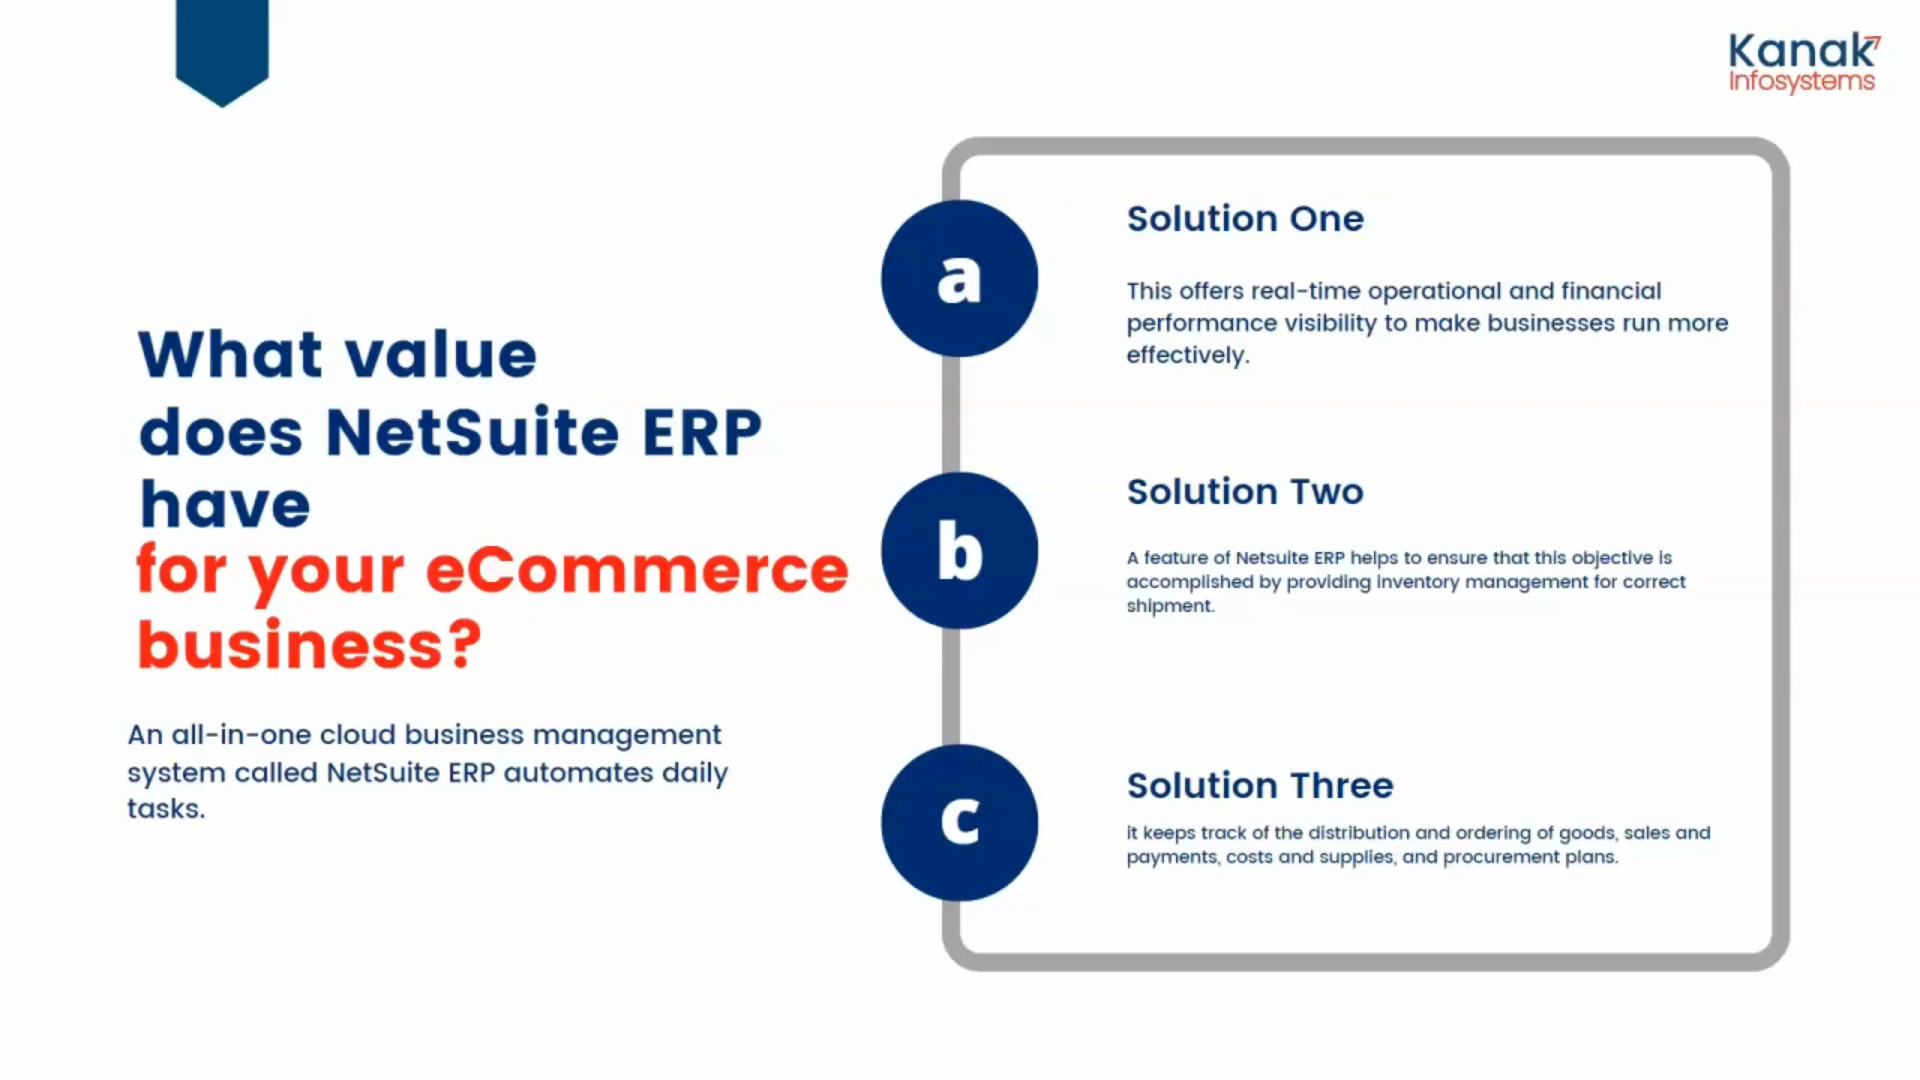 Kanak
Infosystems
What value
does NetSuite ERP
have
for your eCommerce
business?
An all-in-one cloud business management
system called NetSuite ERP automates daily
tasks.
a
Solution One
This offers real-time operational and financial
performance visibility to make businesses run more
effectively.
b
Solution Two
A feature of Netsuite ERP helps to ensure that this objective is
accomplished by providing inventory management for correct
shipment.
c
Solution Three
it keeps track of the distribution and ordering of goods, sales and
payments, costs and supplies, and procurement plans.